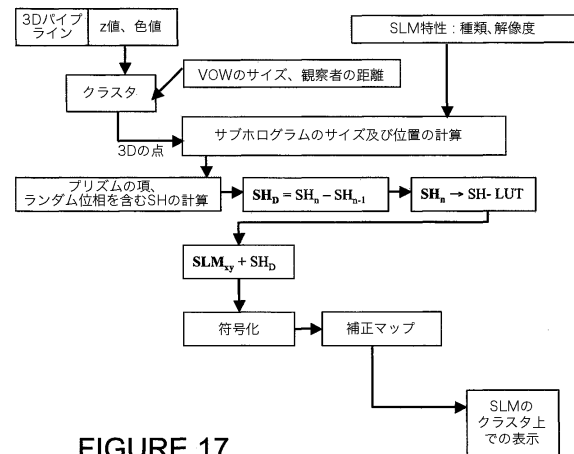 3Dパイプ
ライン
z値、色値
SLM特性：種類、解像度
クラスタ
VOWのサイズ、観察者の距離
3Dの点
サブホログラムのサイズ及び位置の計算
プリズムの項、
ランダム位相を含むSHの計算
SH_D = SH_n − SH_n-1
SH_n → SH- LUT
SLM_xy + SH_D
符号化
補正マップ
SLMの
クラスタ上
での表示
FIGURE 17